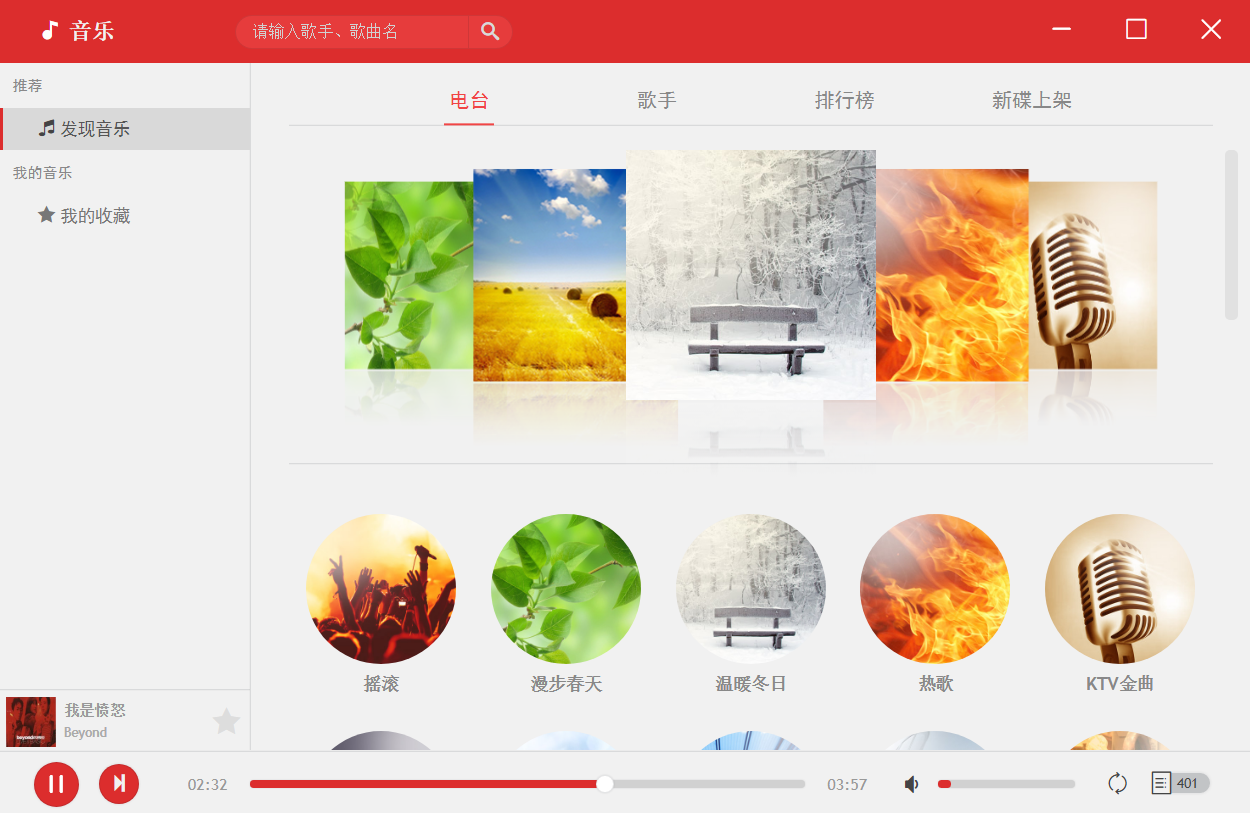 音乐
请输入歌手、歌曲名
推荐
发现音乐
我的音乐
我的收藏
电台
歌手
排行榜
新碟上架
摇滚
漫步春天
温暖冬日
热歌
KTV金曲
我是愤怒
Beyond
02:32
03:57
401